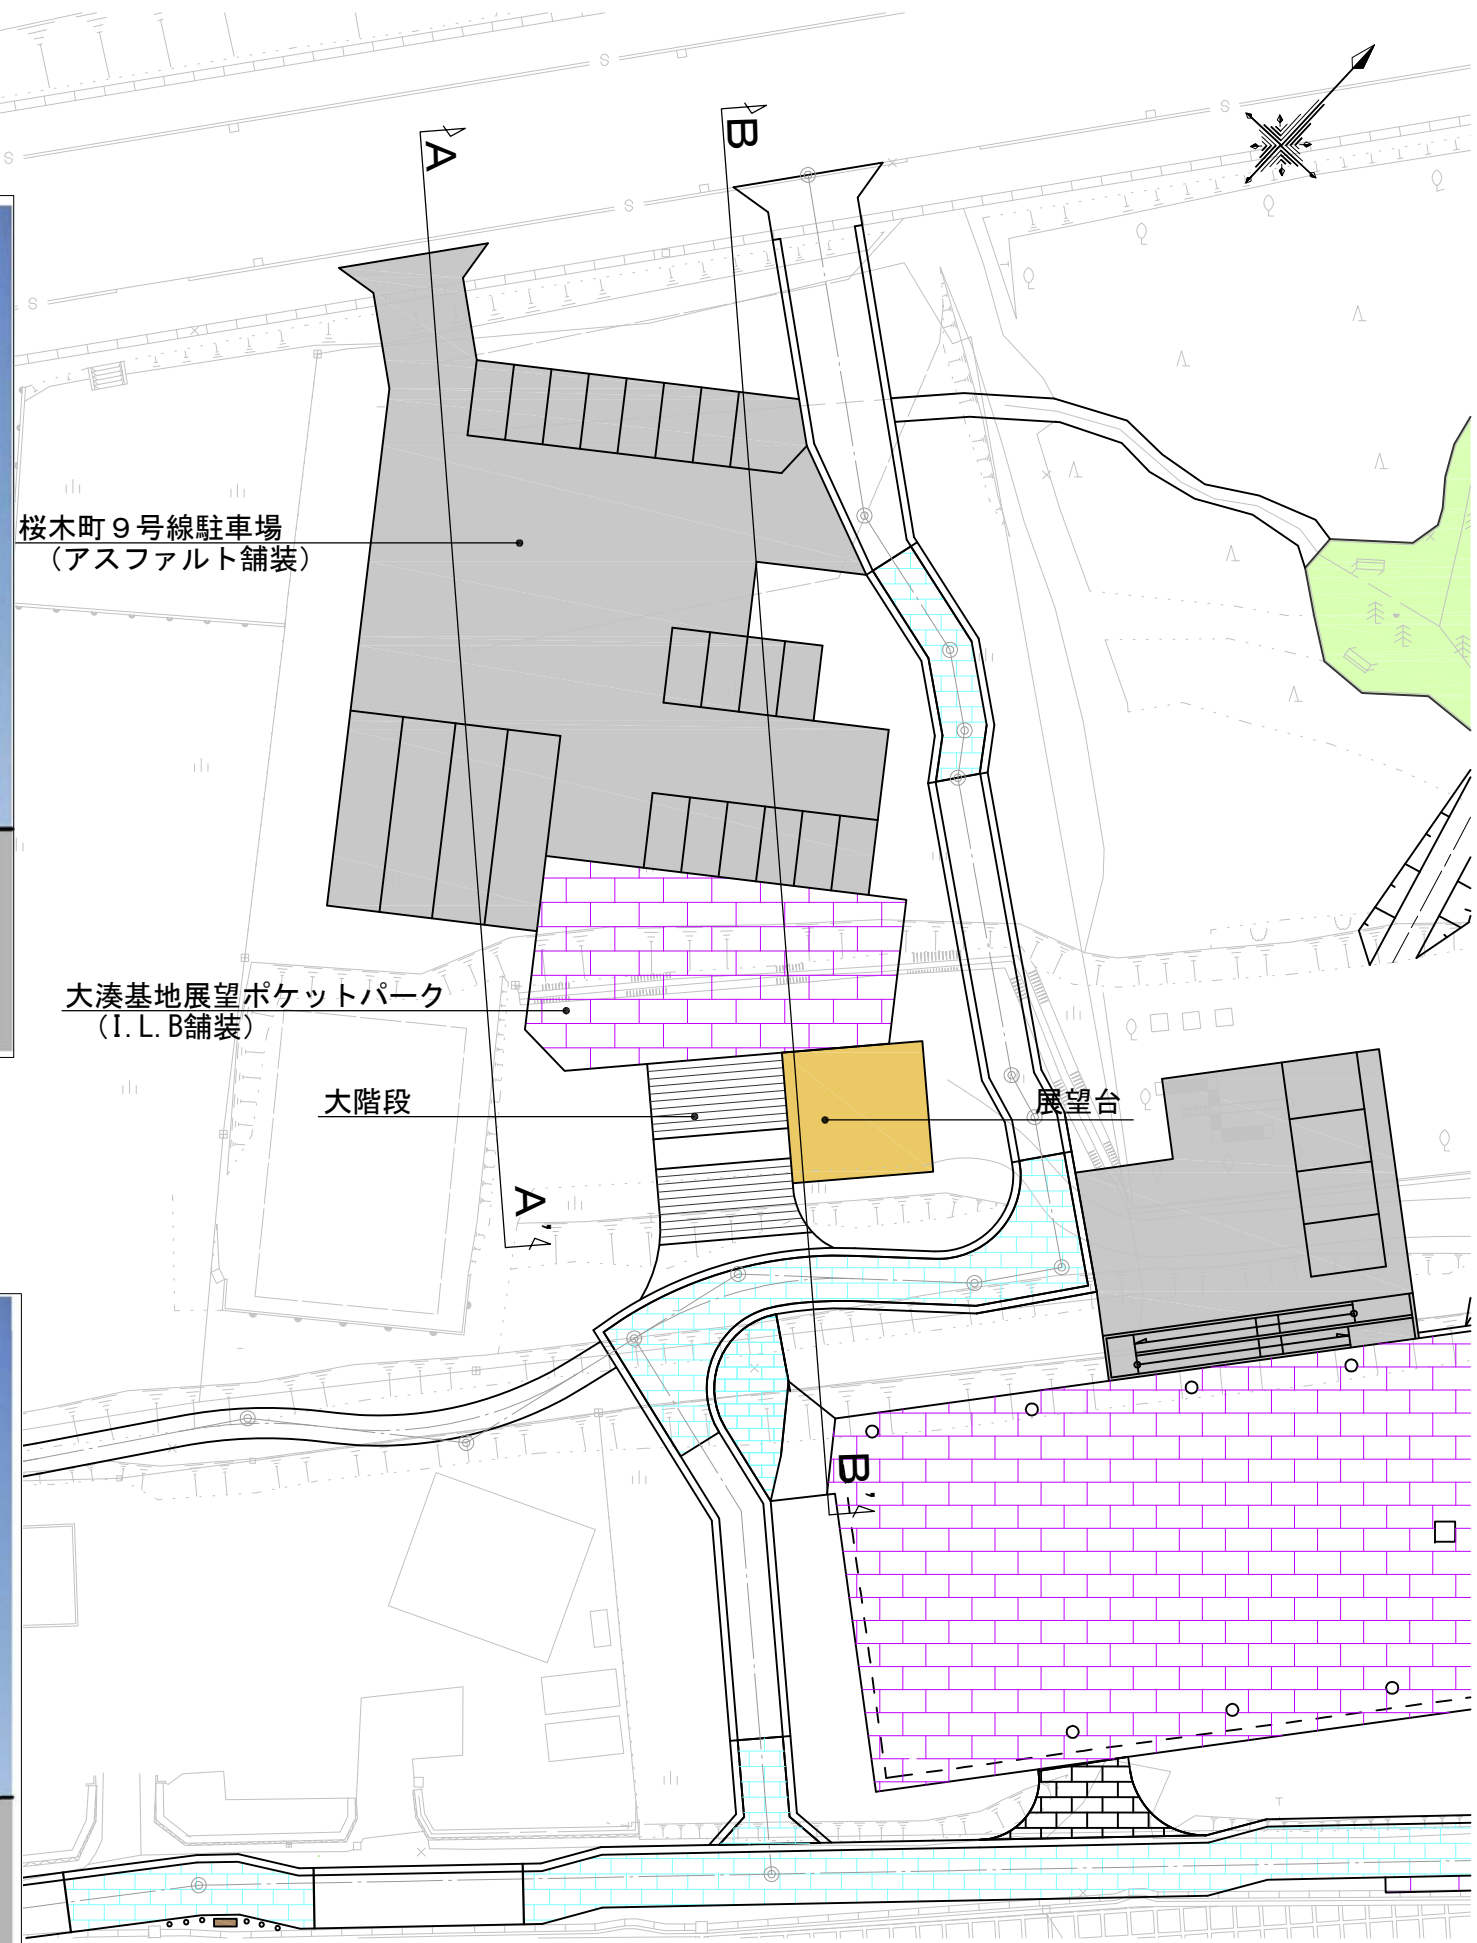 A
B
S
S
S
S
S
桜木町９号線駐車場
（アスファルト舗装）
大湊基地展望ポケットパーク
（I.L.B舗装）
大階段
展望台
A'
B'